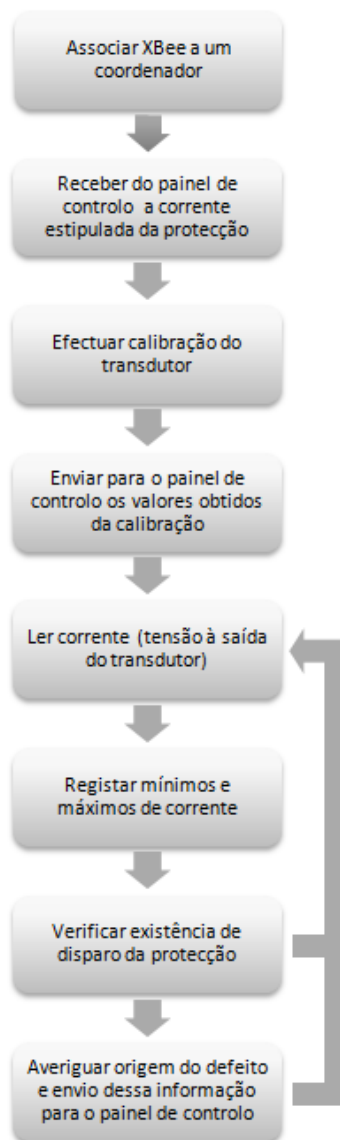 Associar XBee a um
coordenador
Receber do painel de
controlo a corrente
estipulada da protecção
Efectuar calibração do
transdutor
Enviar para o painel de
controlo os valores obtidos
da calibração
Ler corrente (tensão à saída
do transdutor)
Registar mínimos e
máximos de corrente
Verificar existência de
disparo da protecção
Averiguar origem do defeito
e envio dessa informação
para o painel de controlo